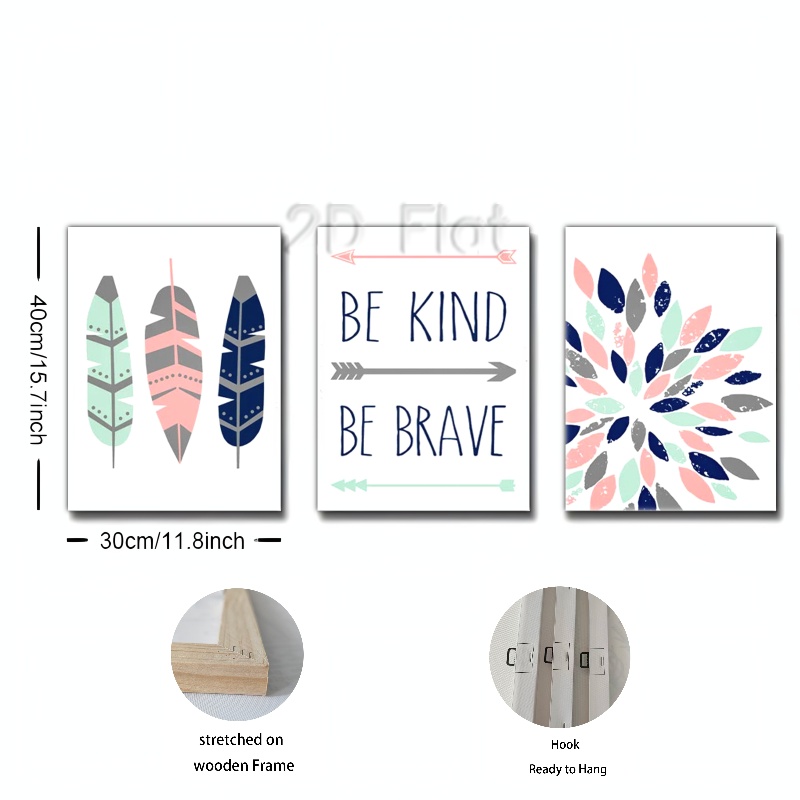 2D Flat
40cm/15.7inch
BE KIND
BE BRAVE
30cm/11.8inch
stretched on
wooden Frame
Hook
Ready to Hang